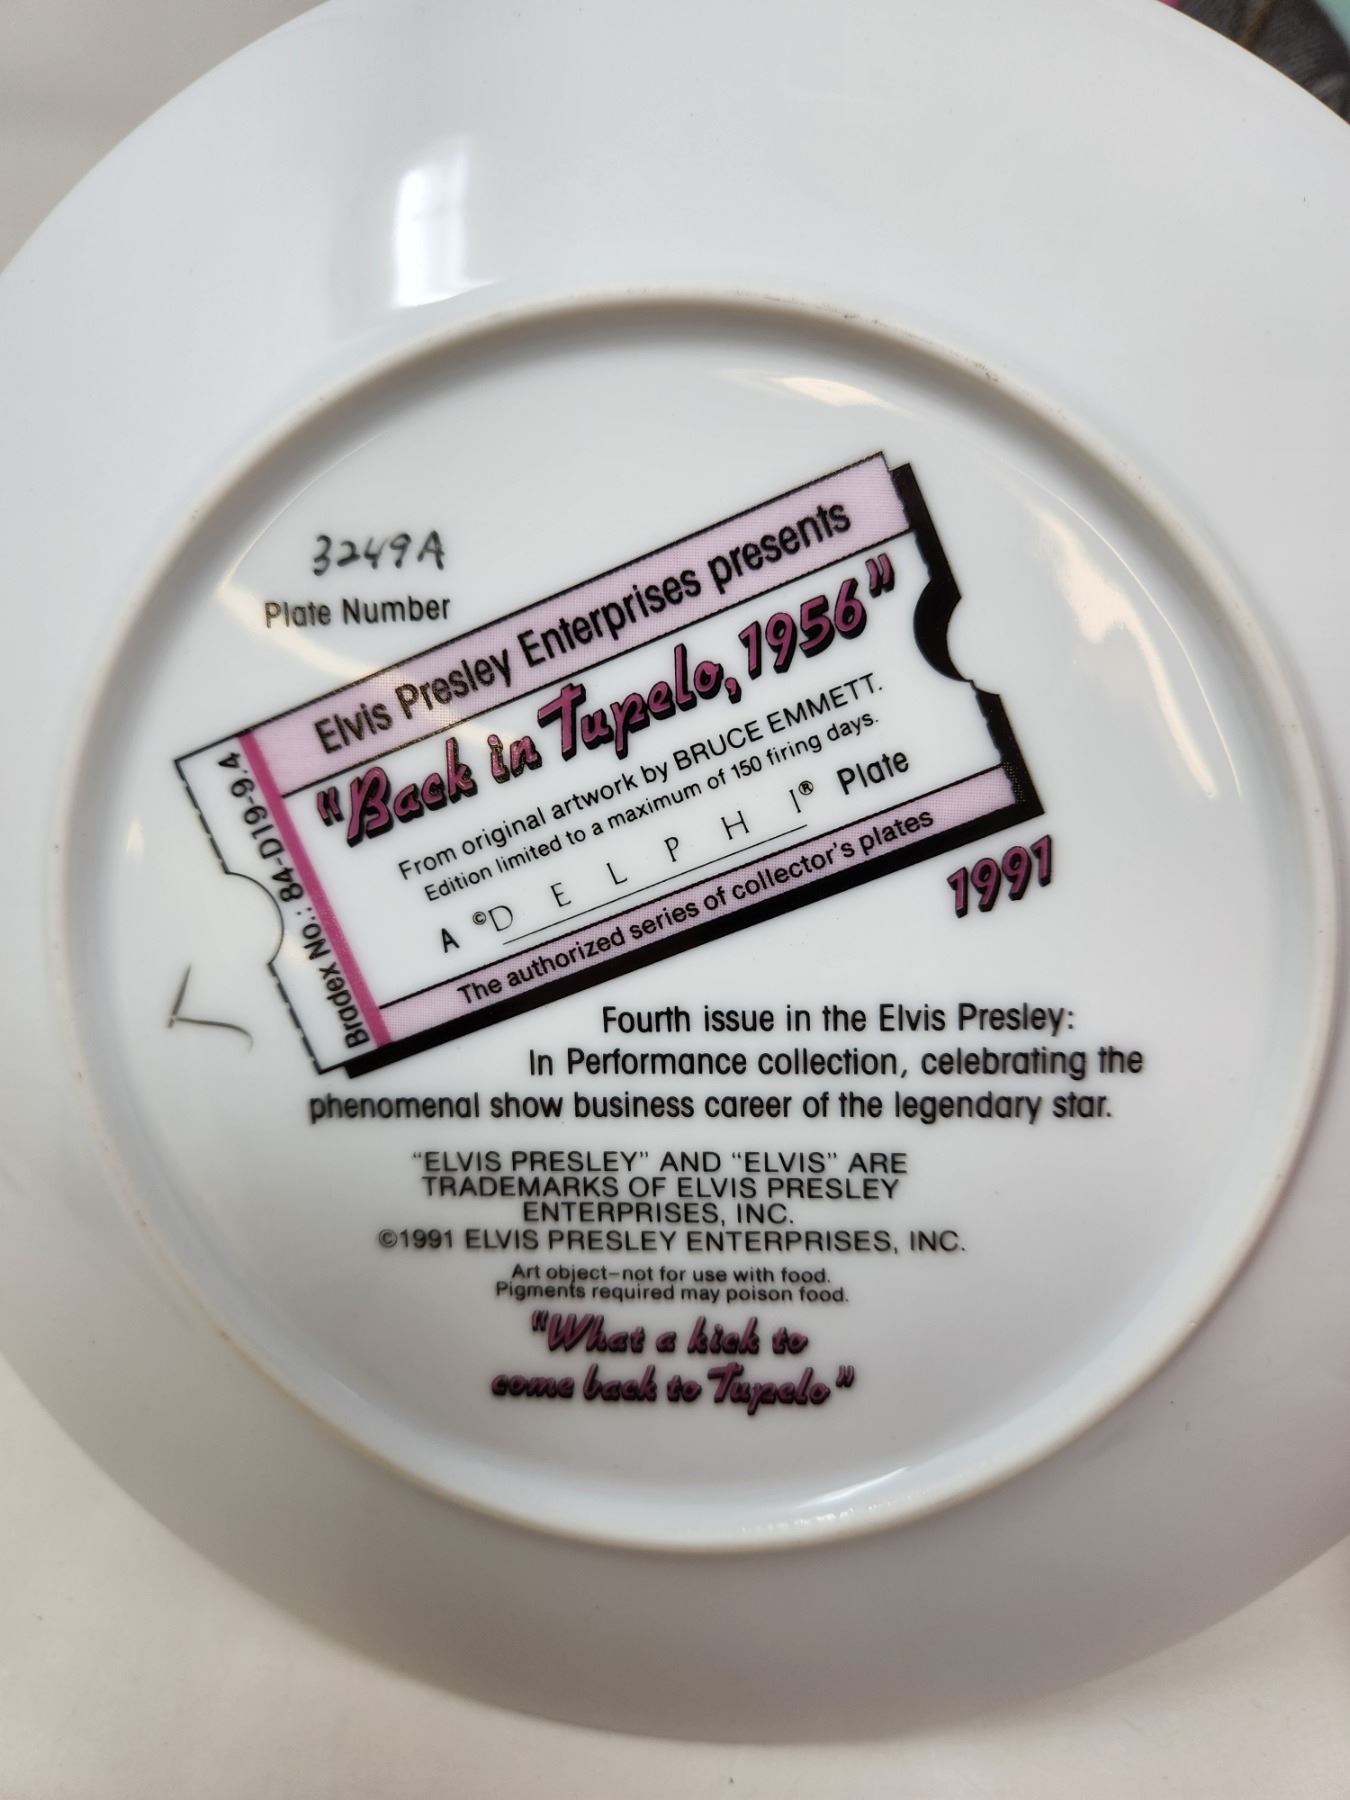 3249A
Plate Number
Elvis Presley Enterprises presents
"Back in Tupelo, 1956"
From original artwork by BRUCE EMMETT.
Edition limited to a maximum of 150 firing days.
A ©DELPHI® Plate
The authorized series of collector's plates
Bradex No.: 84-D19-9.4
1991
Fourth issue in the Elvis Presley:
In Performance collection, celebrating the
phenomenal show business career of the legendary star.
"ELVIS PRESLEY" AND "ELVIS" ARE
TRADEMARKS OF ELVIS PRESLEY
ENTERPRISES, INC.
©1991 ELVIS PRESLEY ENTERPRISES, INC.
Art object–not for use with food.
Pigments required may poison food.
"What a kick to
come back to Tupelo"